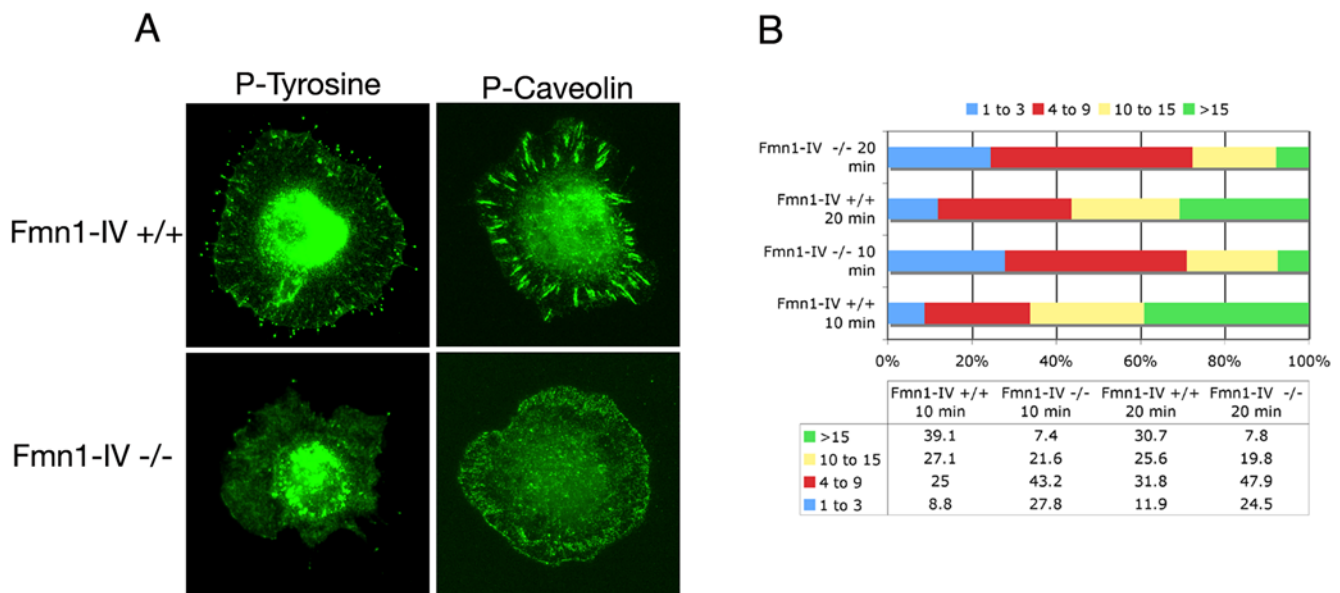 A
P-Tyrosine
P-Caveolin
Fmn1-IV +/+
Fmn1-IV -/-
B
1 to 3 4 to 9 10 to 15 >15
Fmn1-IV -/- 20
min
Fmn1-IV +/+
20 min
Fmn1-IV -/- 10
min
Fmn1-IV +/+
10 min
0% 20% 40% 60% 80% 100%
Fmn1-IV +/+ Fmn1-IV -/- Fmn1-IV +/+ Fmn1-IV -/-
10 min 10 min 20 min 20 min
>15 39.1 7.4 30.7 7.8
10 to 15 27.1 21.6 25.6 19.8
4 to 9 25 43.2 31.8 47.9
1 to 3 8.8 27.8 11.9 24.5